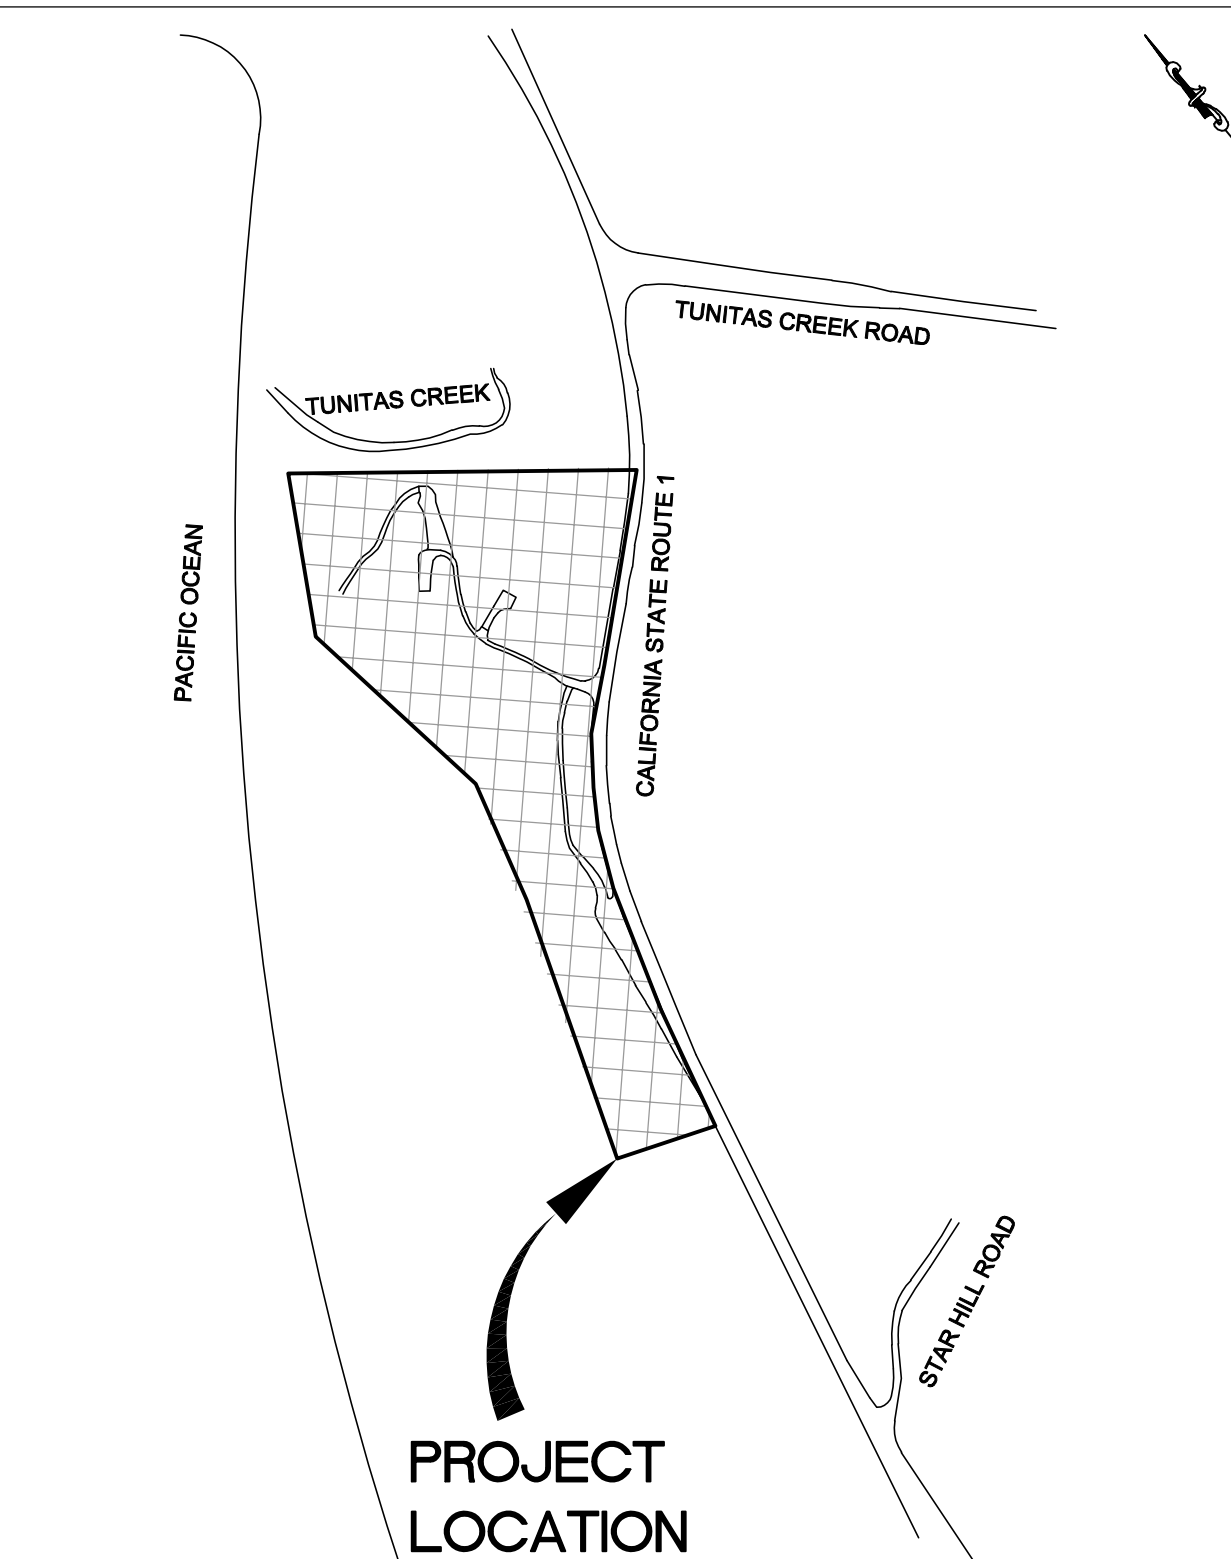 TUNITAS CREEK ROAD
TUNITAS CREEK
CALIFORNIA STATE ROUTE 1
PACIFIC OCEAN
STAR HILL ROAD
PROJECT
LOCATION